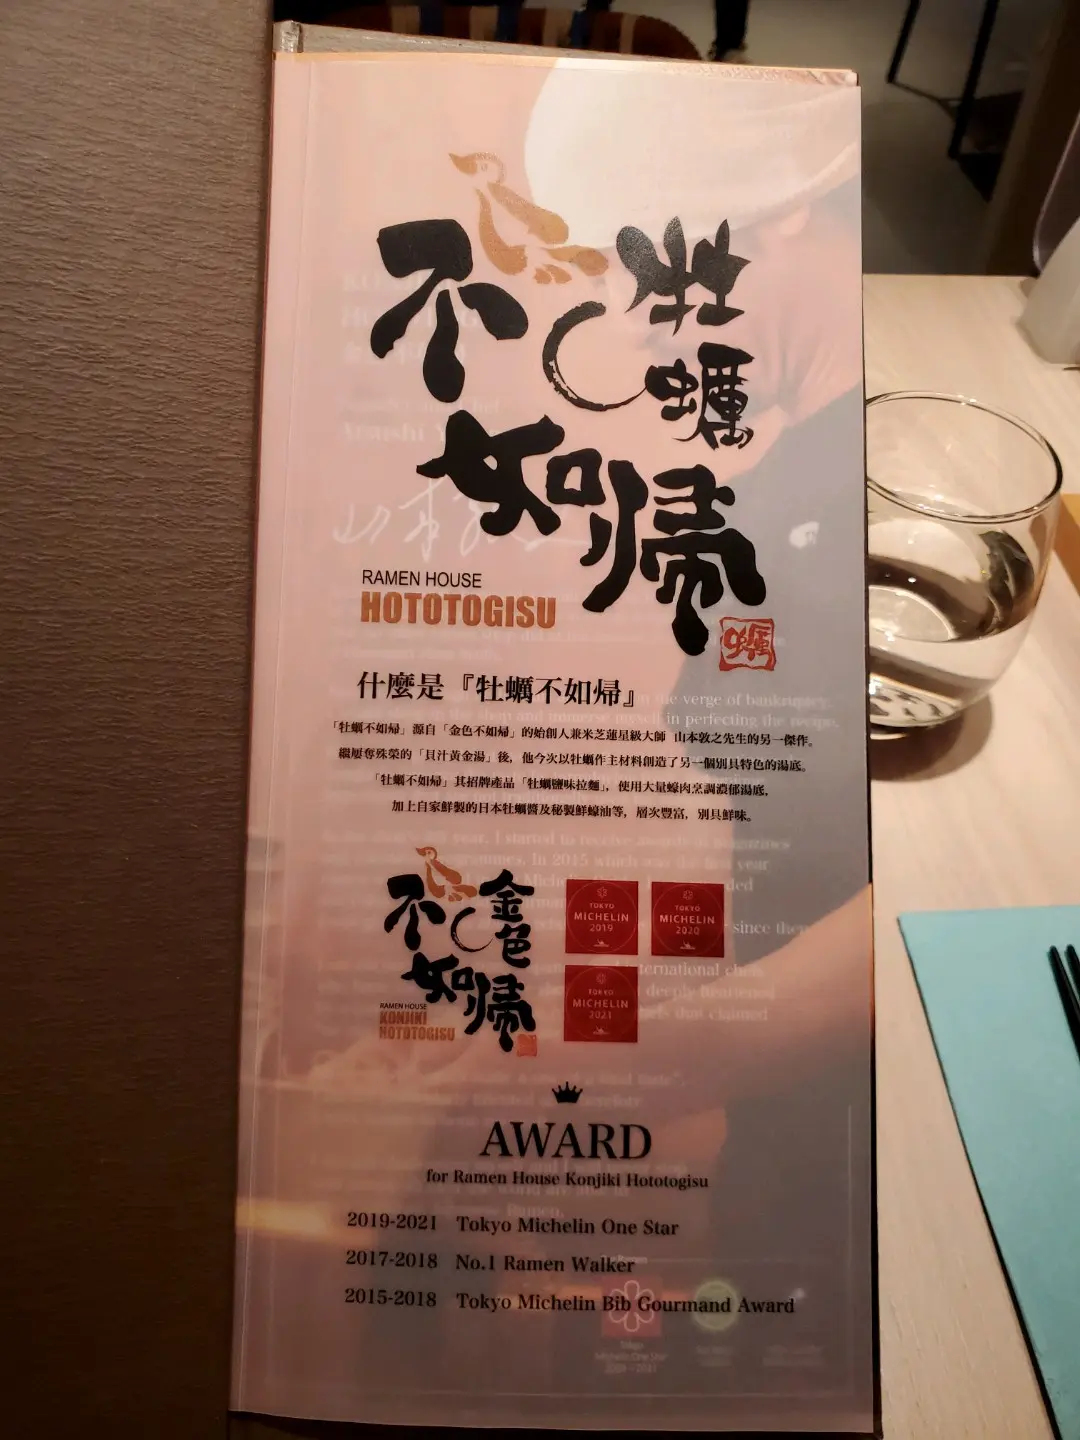 牡蠣
不如帰
RAMEN HOUSE
HOTOTOGISU
什麼是『牡蠣不如帰』
「牡蠣不如帰」源自「金色不如帰」的始創人兼米芝蓮星級大師 山本敦之先生的另一傑作。
繼屢奪殊榮的「貝汁黃金湯」後，他今次以牡蠣作主材料創造了另一個別具特色的湯底。
「牡蠣不如帰」其招牌產品「牡蠣鹽味拉麵」，使用大量蠔肉烹調濃郁湯底，
加上自家鮮製的日本牡蠣醬及秘製鮮蠔油等，層次豐富，別具鮮味。
金色
不如帰
RAMEN HOUSE
KONJIKI
HOTOTOGISU
TOKYO
MICHELIN
2019
TOKYO
MICHELIN
2020
TOKYO
MICHELIN
2021
AWARD
for Ramen House Konjiki Hototogisu
2019-2021 Tokyo Michelin One Star
2017-2018 No.1 Ramen Walker
2015-2018 Tokyo Michelin Bib Gourmand Award